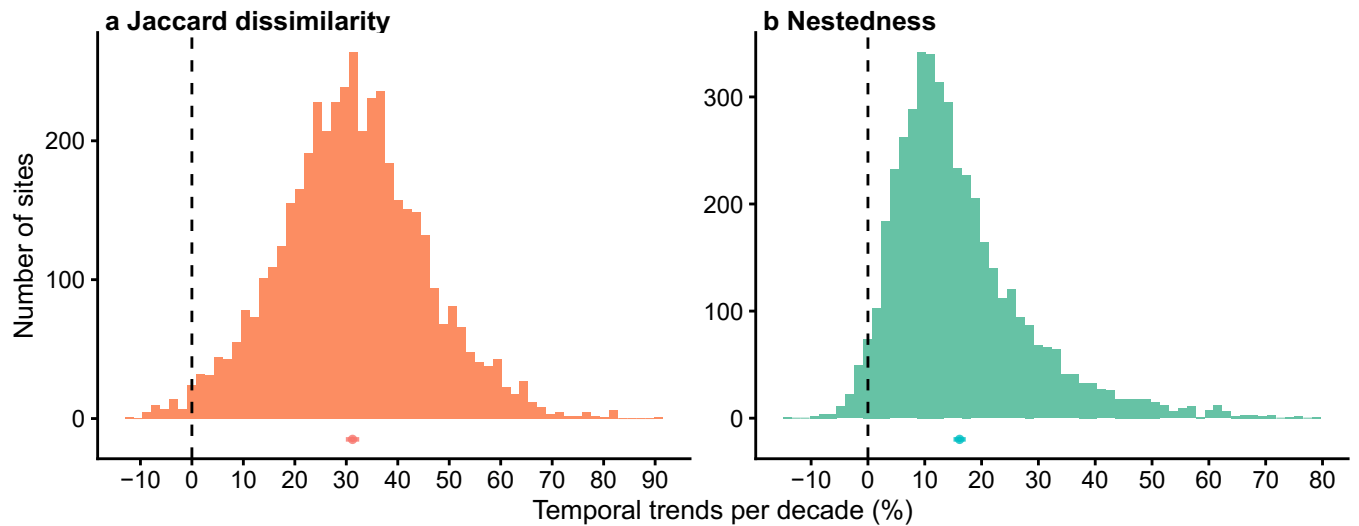 a Jaccard dissimilarity
b Nestedness
Number of sites
200
100
0
−10 0 10 20 30 40 50 60 70 80 90
300
200
100
0
−10 0 10 20 30 40 50 60 70 80
Temporal trends per decade (%)